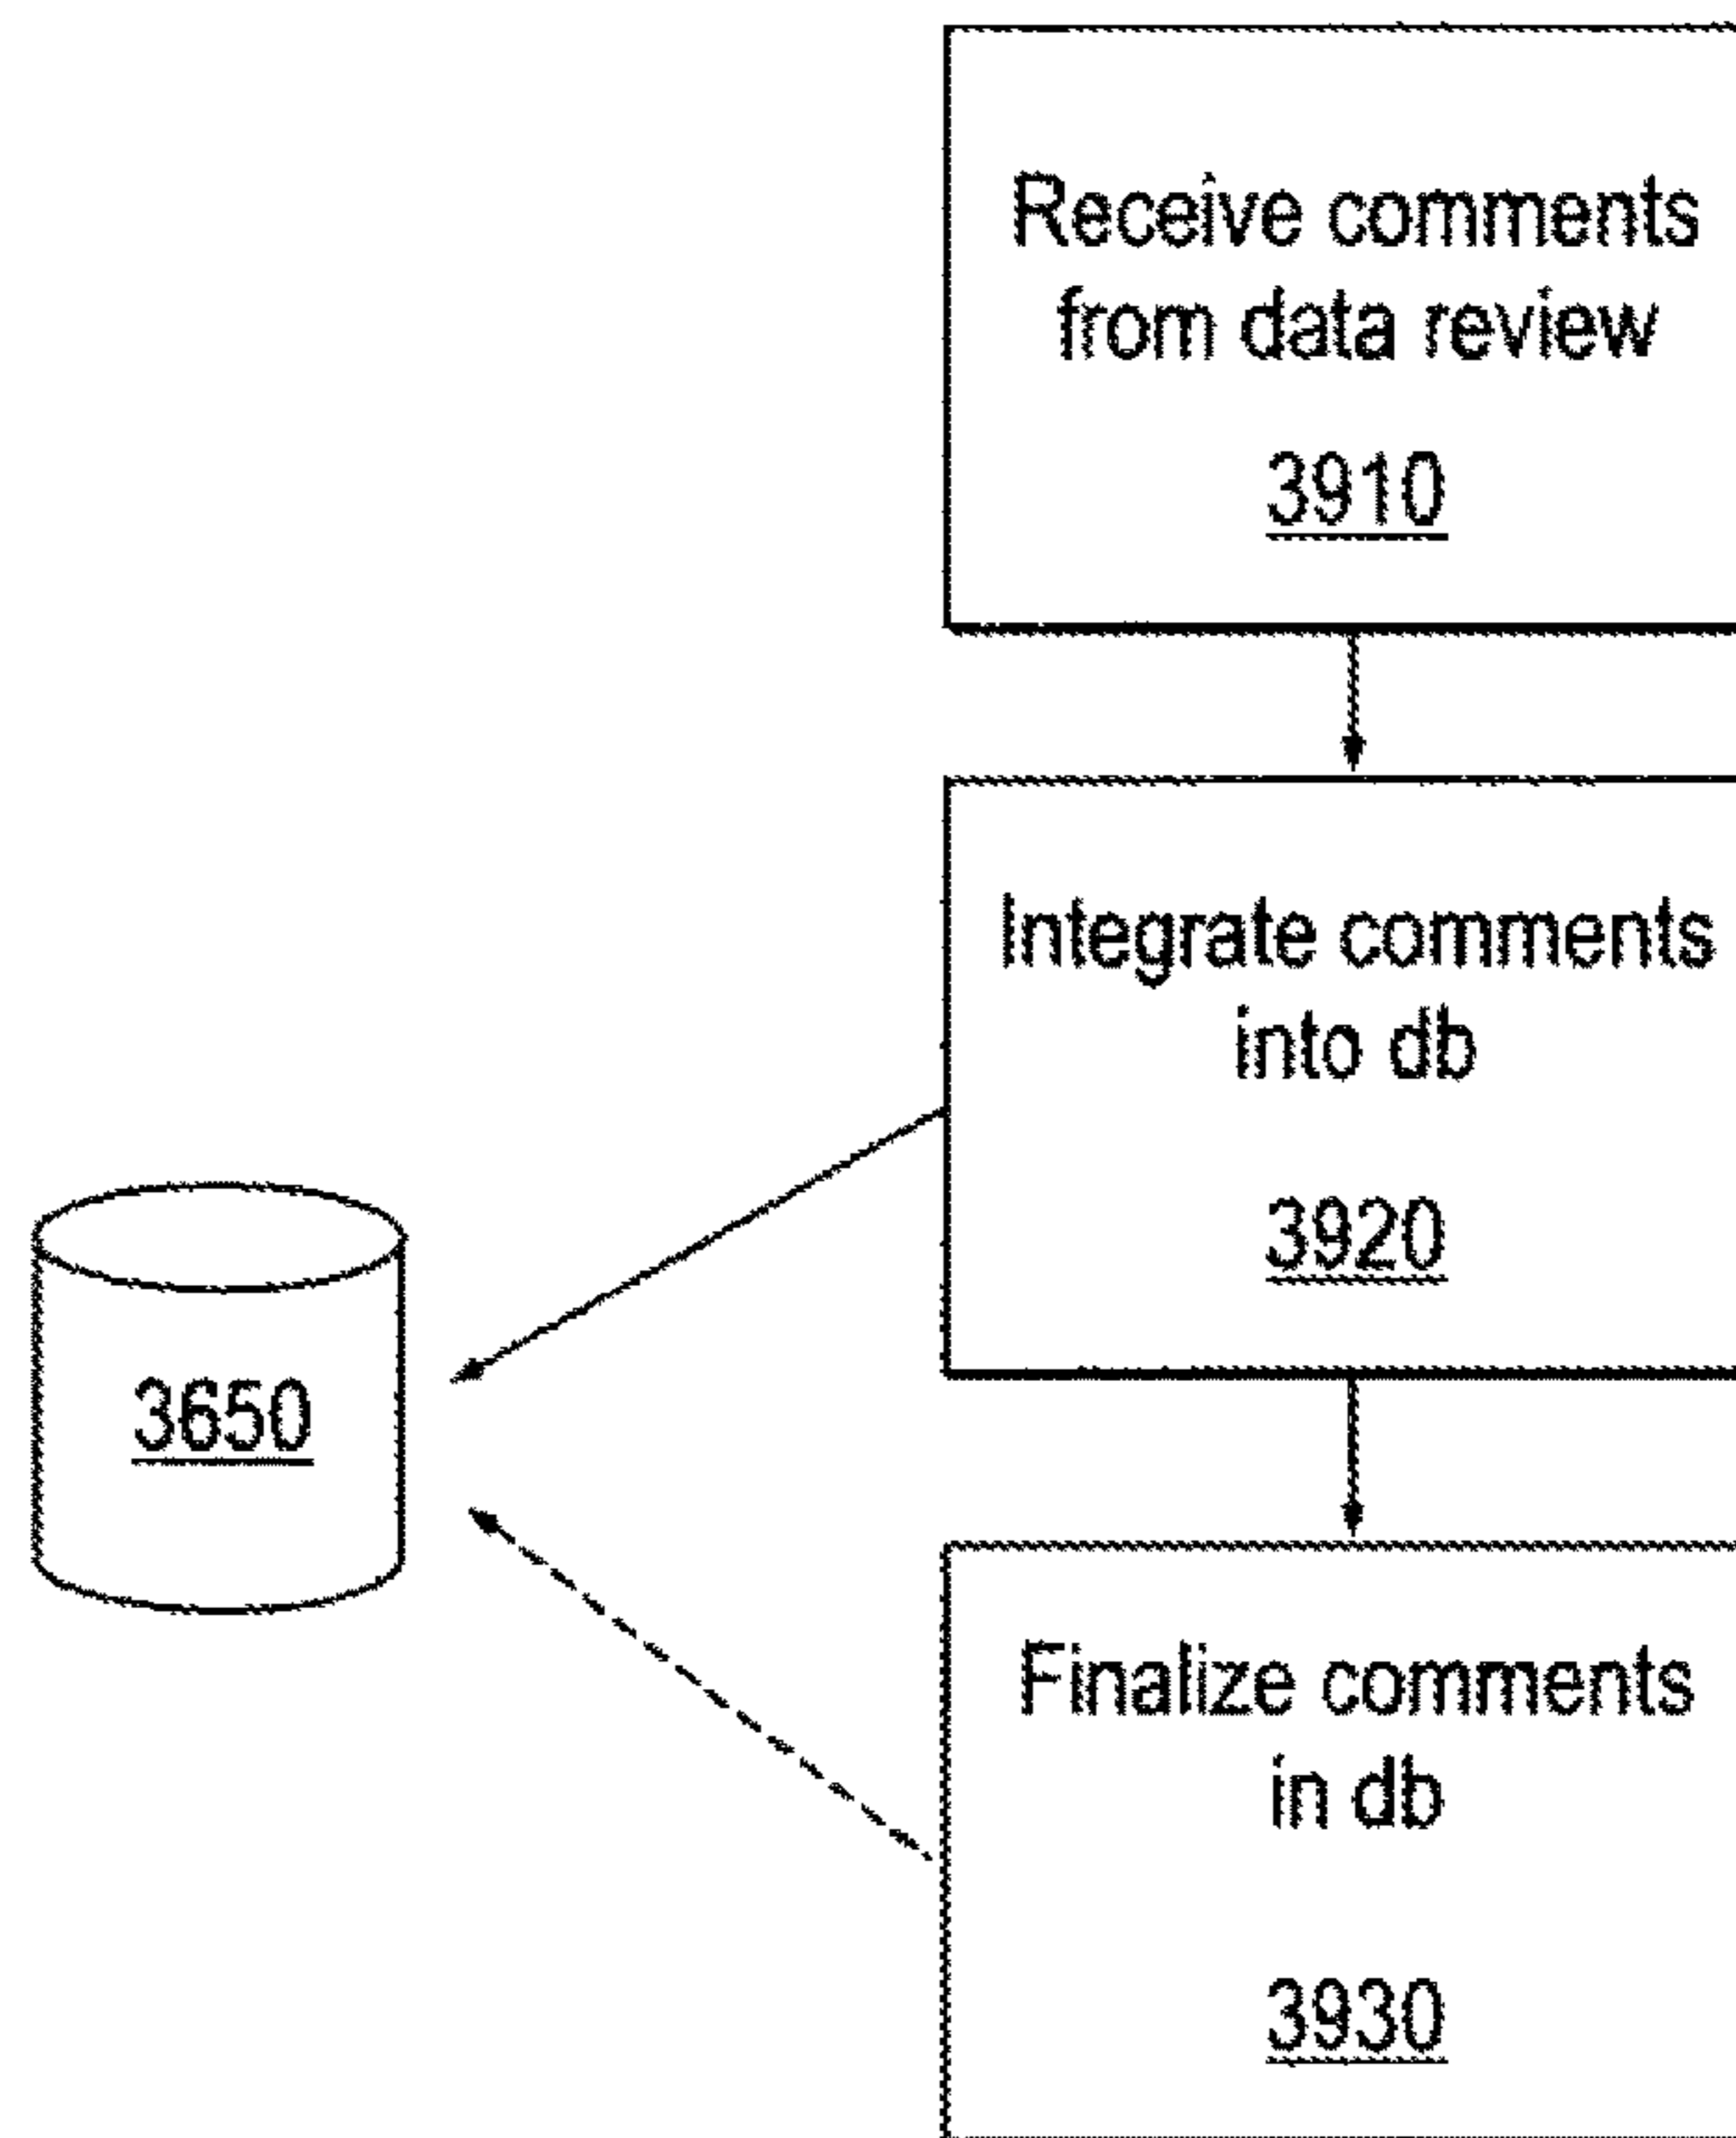 Receive comments
from data review
3910
Integrate comments
into db
3920
3650
Finalize comments
in db
3930